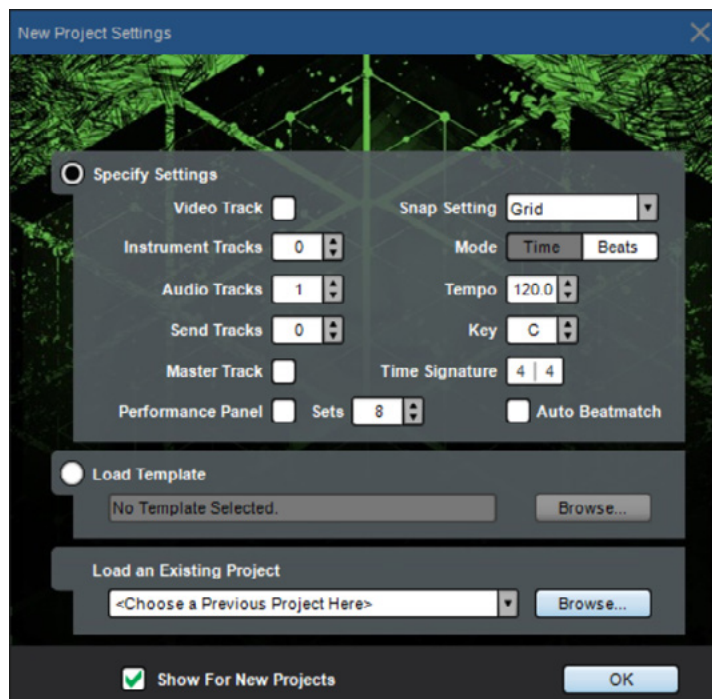 New Project Settings
Specify Settings
Video Track
Snap Setting Grid
Instrument Tracks 0
Mode Time Beats
Audio Tracks 1
Tempo 120.0
Send Tracks 0
Key C
Master Track
Time Signature 4 | 4
Performance Panel Sets 8
Auto Beatmatch
Load Template
No Template Selected. Browse...
Load an Existing Project
<Choose a Previous Project Here> Browse...
Show For New Projects OK